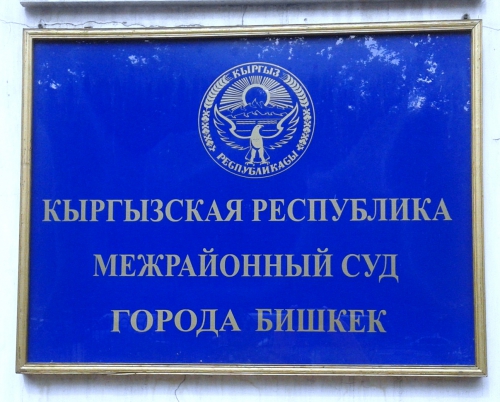 КЫРГЫЗ
РЕСПУБЛИКАСЫ
КЫРГЫЗСКАЯ РЕСПУБЛИКА
МЕЖРАЙОННЫЙ СУД
ГОРОДА БИШКЕК